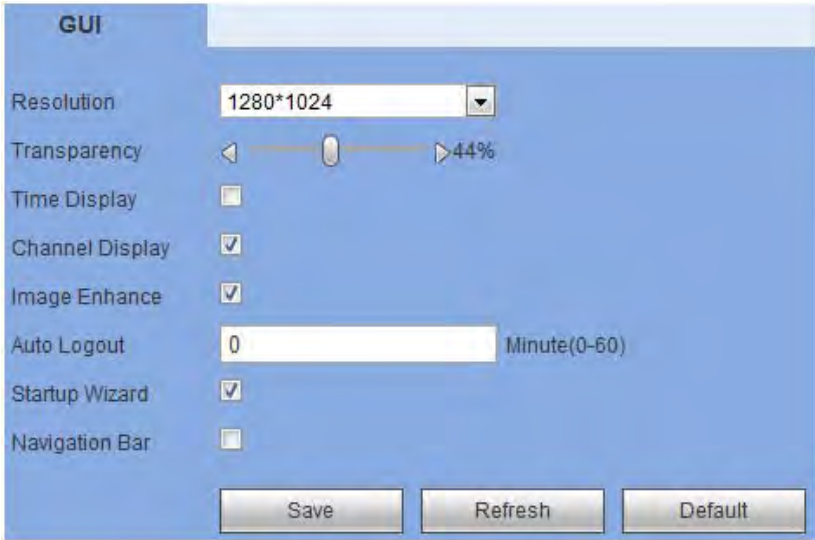 GUI
Resolution 1280*1024
Transparency 44%
Time Display
Channel Display
Image Enhance
Auto Logout 0 Minute(0-60)
Startup Wizard
Navigation Bar
Save Refresh Default